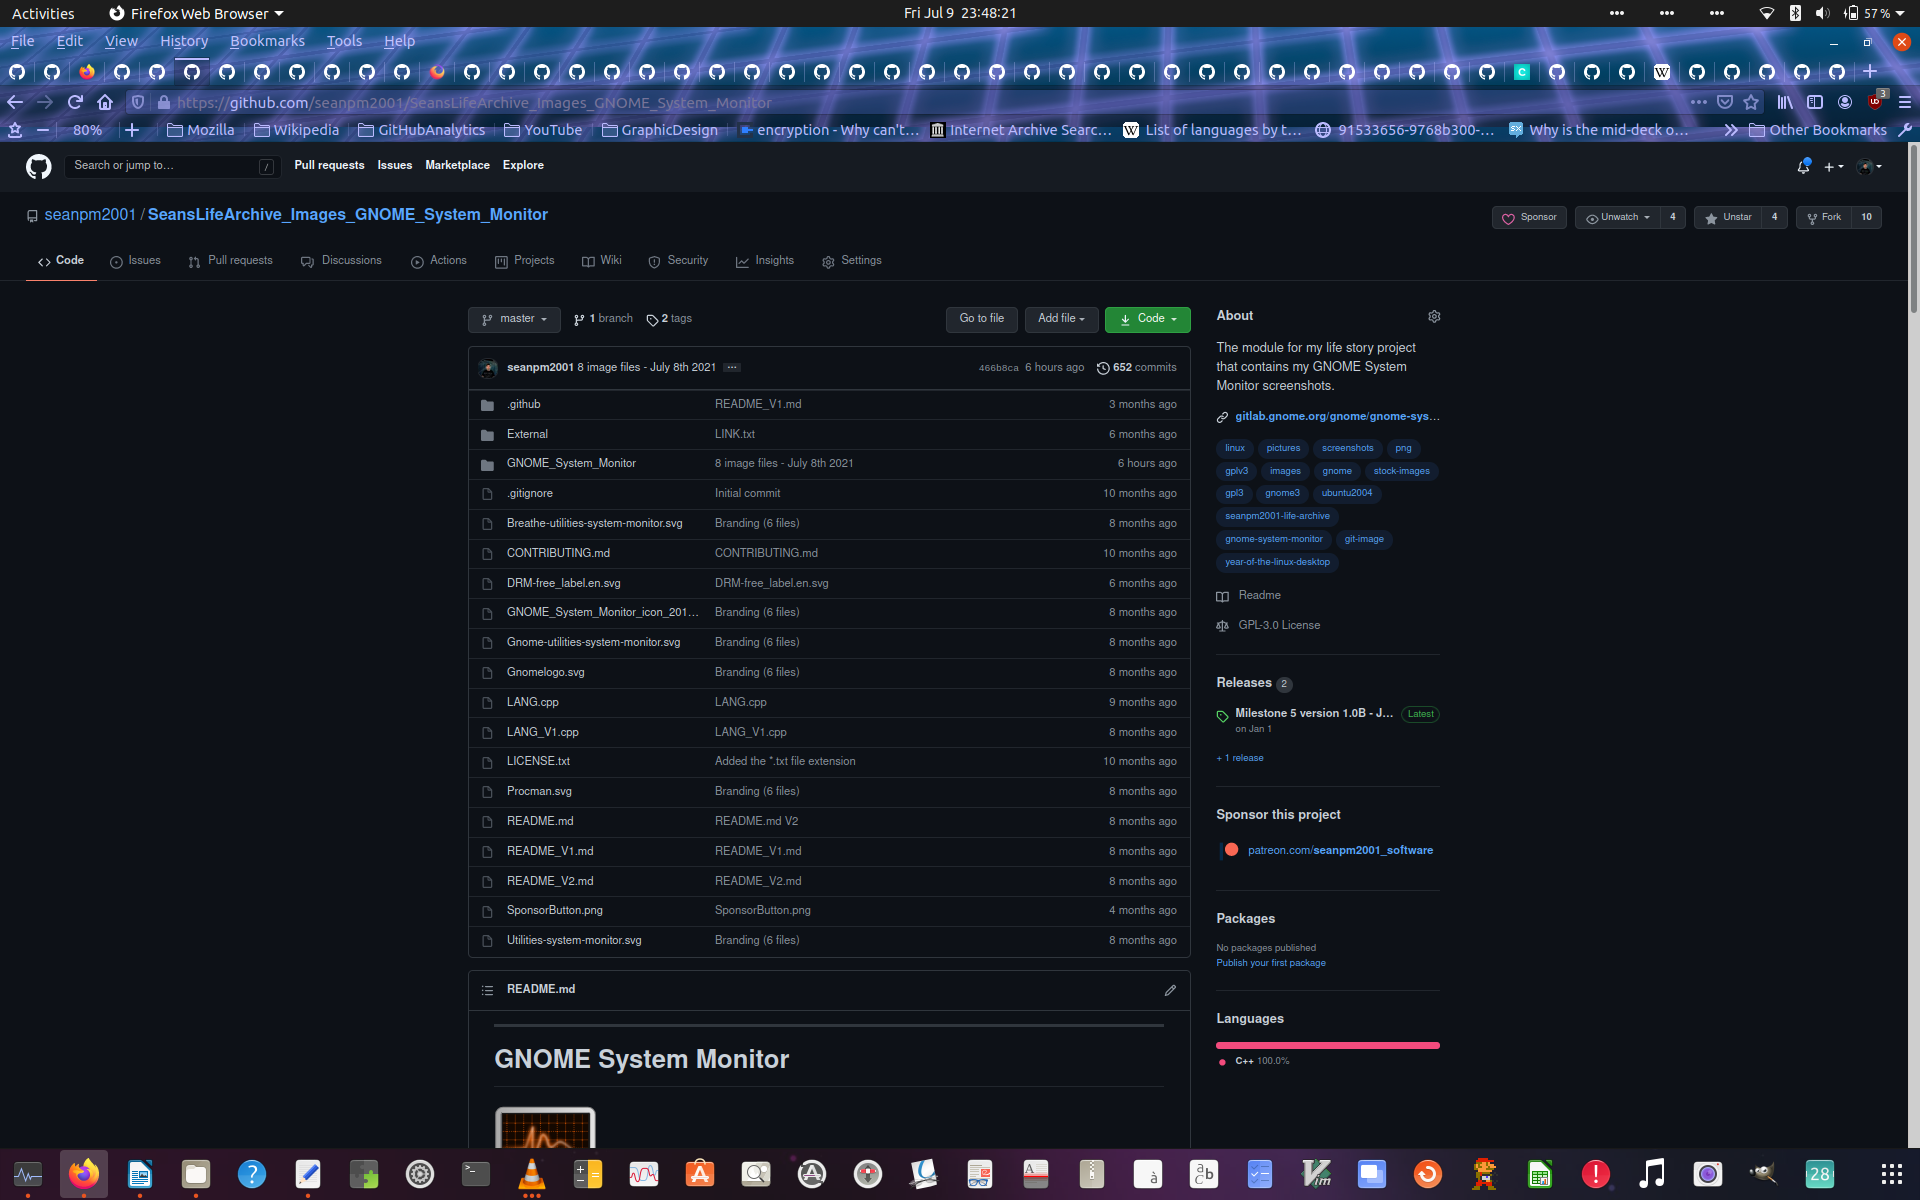 Activities Firefox Web Browser Fri Jul 9 23:48:21 57 %
File Edit View History Bookmarks Tools Help
https://github.com/seanpm2001/SeansLifeArchive_Images_GNOME_System_Monitor 3
80% Mozilla Wikipedia GitHubAnalytics YouTube GraphicDesign encryption - Why can't… Internet Archive Searc… List of languages by t… 91533656-9768b300-… Why is the mid-deck o… Other Bookmarks
Search or jump to… / Pull requests Issues Marketplace Explore
seanpm2001 / SeansLifeArchive_Images_GNOME_System_Monitor Sponsor Unwatch 4 Unstar 4 Fork 10
Code Issues Pull requests Discussions Actions Projects Wiki Security Insights Settings
master 1 branch 2 tags Go to file Add file Code
seanpm2001 8 image files - July 8th 2021 466b8ca 6 hours ago 652 commits
.github README_V1.md 3 months ago
External LINK.txt 6 months ago
GNOME_System_Monitor 8 image files - July 8th 2021 6 hours ago
.gitignore Initial commit 10 months ago
Breathe-utilities-system-monitor.svg Branding (6 files) 8 months ago
CONTRIBUTING.md CONTRIBUTING.md 10 months ago
DRM-free_label.en.svg DRM-free_label.en.svg 6 months ago
GNOME_System_Monitor_icon_201… Branding (6 files) 8 months ago
Gnome-utilities-system-monitor.svg Branding (6 files) 8 months ago
Gnomelogo.svg Branding (6 files) 8 months ago
LANG.cpp LANG.cpp 9 months ago
LANG_V1.cpp LANG_V1.cpp 8 months ago
LICENSE.txt Added the *.txt file extension 10 months ago
Procman.svg Branding (6 files) 8 months ago
README.md README.md V2 8 months ago
README_V1.md README_V1.md 8 months ago
README_V2.md README_V2.md 8 months ago
SponsorButton.png SponsorButton.png 4 months ago
Utilities-system-monitor.svg Branding (6 files) 8 months ago
README.md
GNOME System Monitor
About
The module for my life story project
that contains my GNOME System
Monitor screenshots.
gitlab.gnome.org/gnome/gnome-sys…
linux pictures screenshots png
gplv3 images gnome stock-images
gpl3 gnome3 ubuntu2004
seanpm2001-life-archive
gnome-system-monitor git-image
year-of-the-linux-desktop
Readme
GPL-3.0 License
Releases 2
Milestone 5 version 1.0B - J… Latest
on Jan 1
+ 1 release
Sponsor this project
patreon.com/seanpm2001_software
Packages
No packages published
Publish your first package
Languages
C++ 100.0%
28